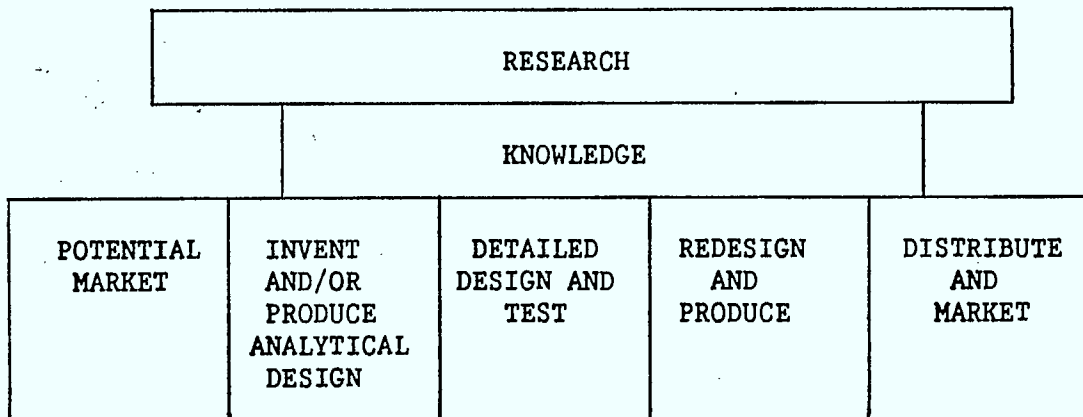 RESEARCH
KNOWLEDGE
POTENTIAL
MARKET
INVENT
AND/OR
PRODUCE
ANALYTICAL
DESIGN
DETAILED
DESIGN AND
TEST
REDESIGN
AND
PRODUCE
DISTRIBUTE
AND
MARKET